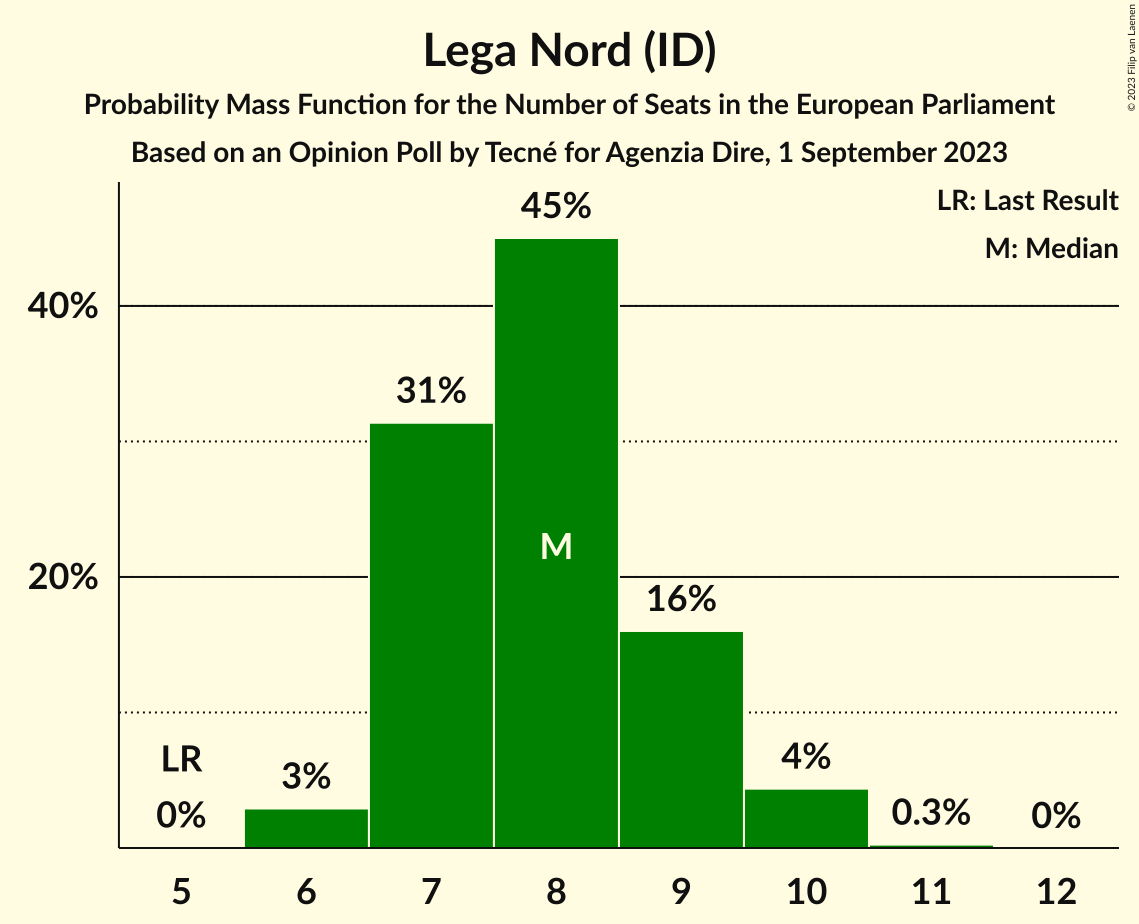 Lega Nord (ID)
Probability Mass Function for the Number of Seats in the European Parliament
Based on an Opinion Poll by Tecné for Agenzia Dire, 1 September 2023
© 2023 Filip van Laenen
LR: Last Result
M: Median
45%
40%
31%
M
20%
16%
LR
0%
3%
4%
0.3%
0%
5 6 7 8 9 10 11 12